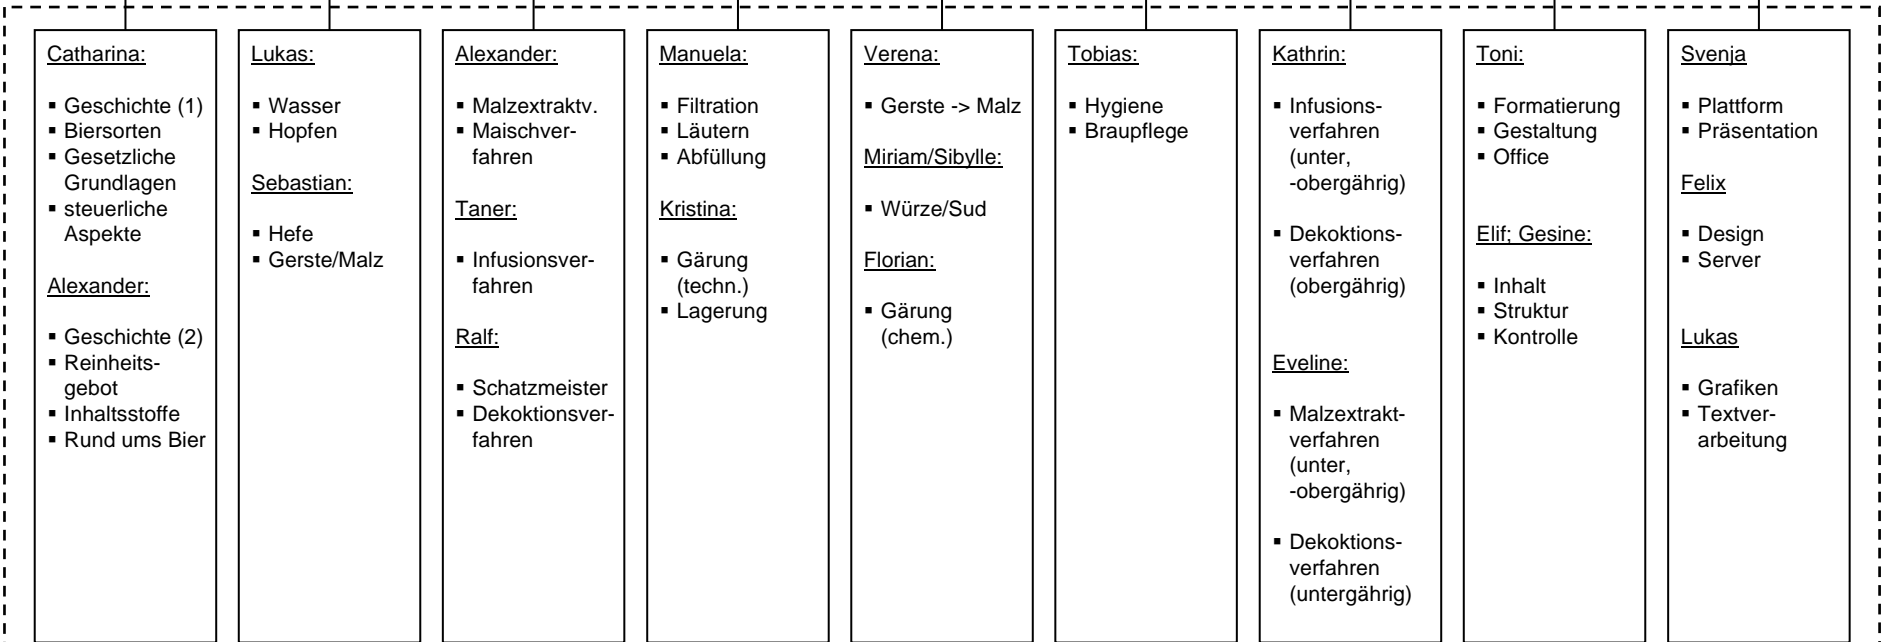 Catharina:
▪ Geschichte (1)
▪ Biersorten
▪ Gesetzliche
Grundlagen
▪ steuerliche
Aspekte
Alexander:
▪ Geschichte (2)
▪ Reinheits-
gebot
▪ Inhaltsstoffe
▪ Rund ums Bier
Lukas:
▪ Wasser
▪ Hopfen
Sebastian:
▪ Hefe
▪ Gerste/Malz
Alexander:
▪ Malzextraktv.
▪ Maischver-
fahren
Taner:
▪ Infusionsver-
fahren
Ralf:
▪ Schatzmeister
▪ Dekoktionsver-
fahren
Manuela:
▪ Filtration
▪ Läutern
▪ Abfüllung
Kristina:
▪ Gärung
(techn.)
▪ Lagerung
Verena:
▪ Gerste -> Malz
Miriam/Sibylle:
▪ Würze/Sud
Florian:
▪ Gärung
(chem.)
Tobias:
▪ Hygiene
▪ Braupflege
Kathrin:
▪ Infusions-
verfahren
(unter,
-obergährig)
▪ Dekoktions-
verfahren
(obergährig)
Eveline:
▪ Malzextrakt-
verfahren
(unter,
-obergährig)
▪ Dekoktions-
verfahren
(untergährig)
Toni:
▪ Formatierung
▪ Gestaltung
▪ Office
Elif; Gesine:
▪ Inhalt
▪ Struktur
▪ Kontrolle
Svenja
▪ Plattform
▪ Präsentation
Felix
▪ Design
▪ Server
Lukas
▪ Grafiken
▪ Textver-
arbeitung